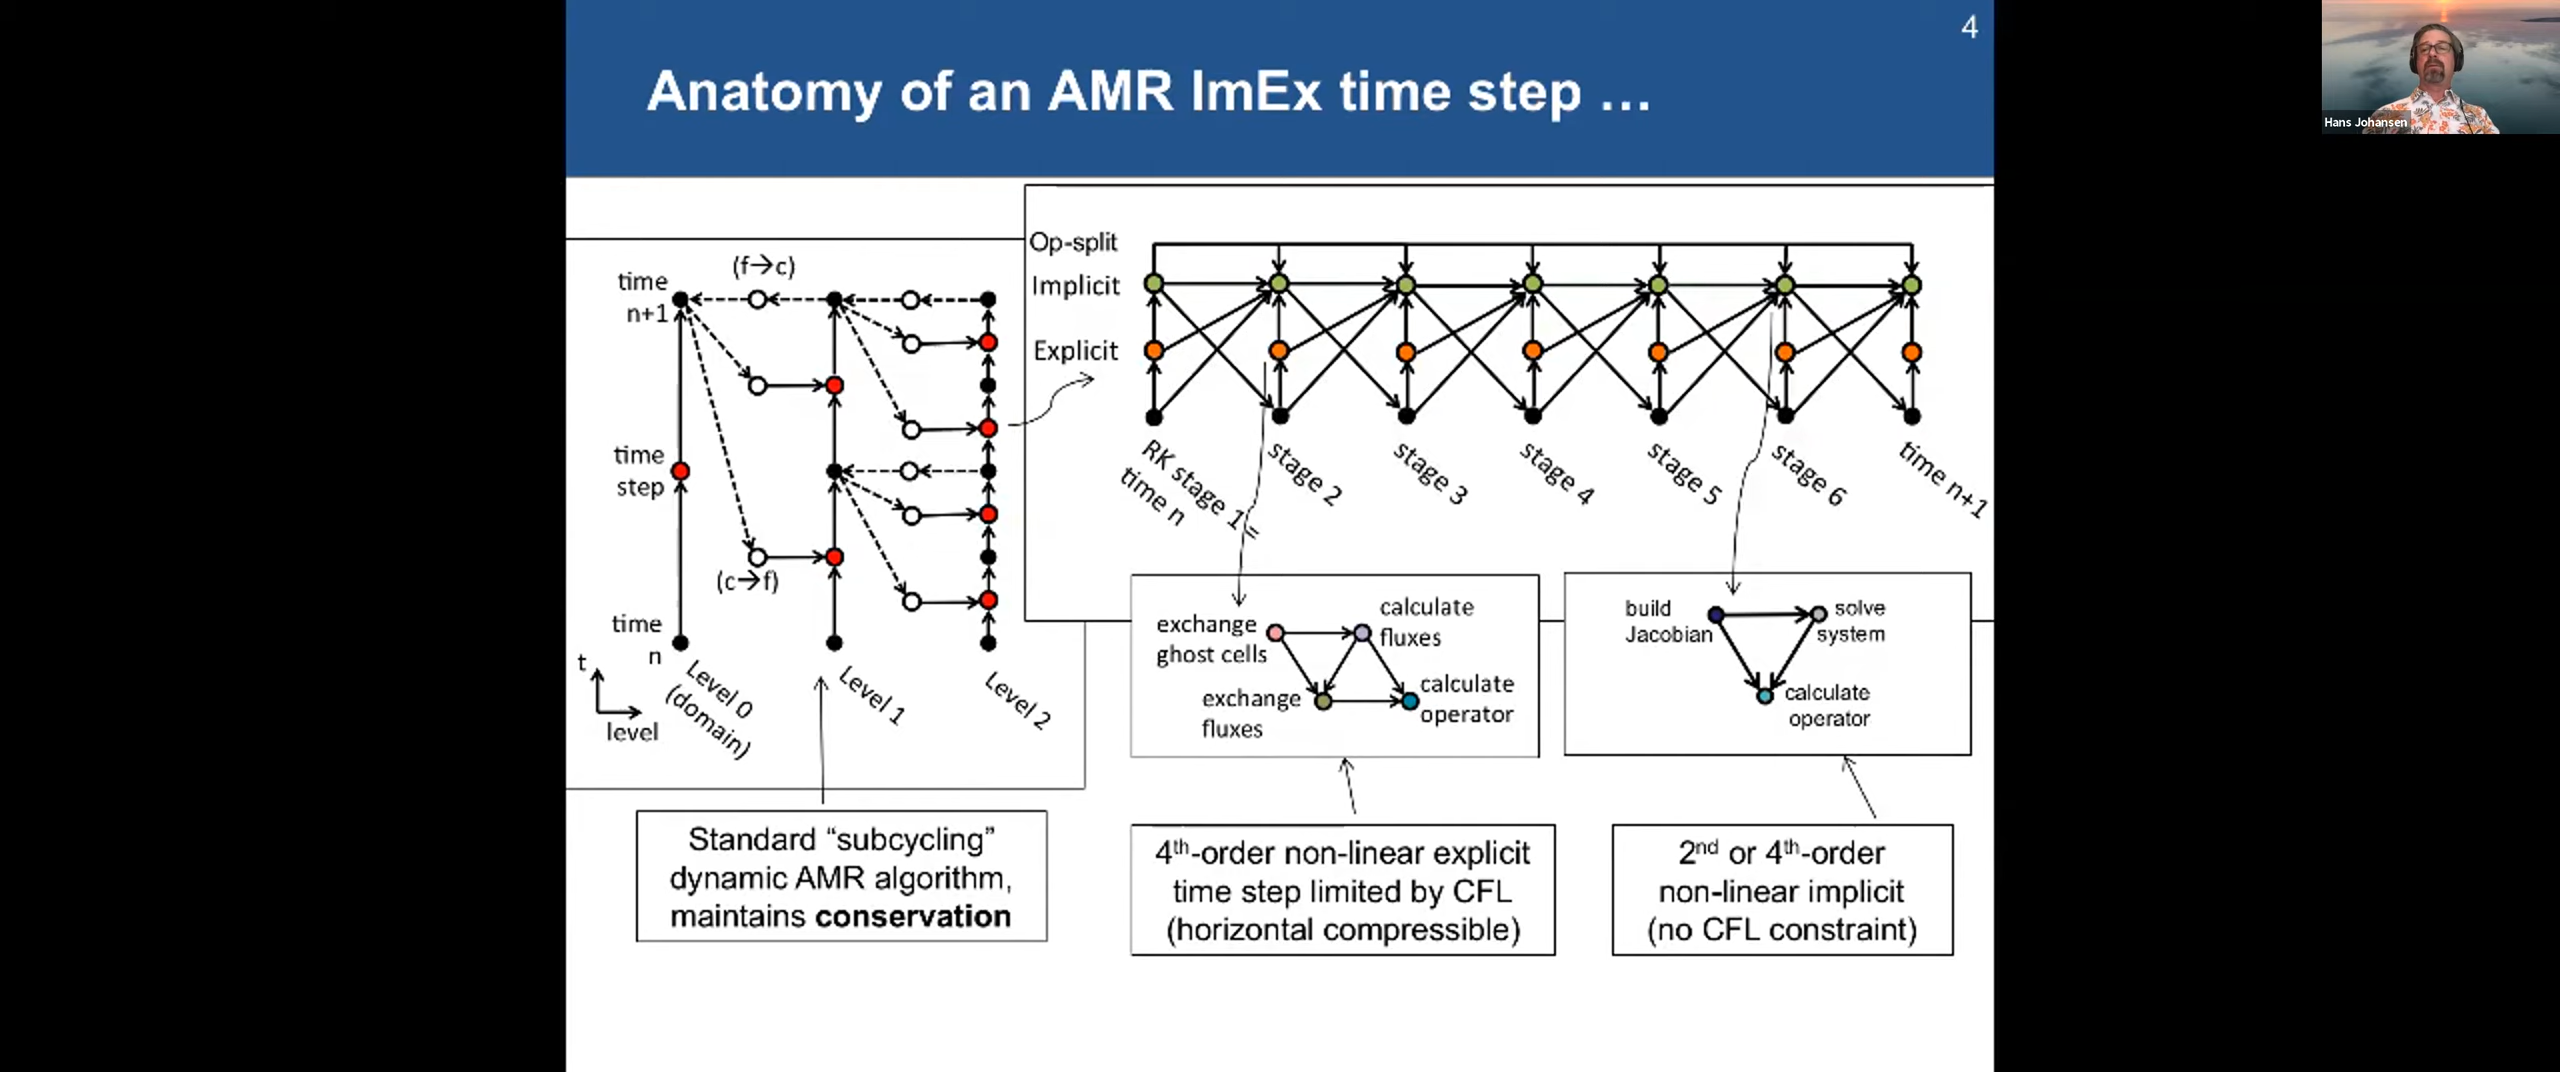 4
Hans Johansen
Anatomy of an AMR ImEx time step …
Op-split
Implicit
Explicit
RK stage 1 =
time n
stage 2
stage 3
stage 4
stage 5
stage 6
time n+1
(f→c)
time
n+1
time
step
(c→f)
time
n
t
level
Level 0
(domain)
Level 1
Level 2
exchange
ghost cells
calculate
fluxes
exchange
fluxes
calculate
operator
build
Jacobian
solve
system
calculate
operator
Standard “subcycling”
dynamic AMR algorithm,
maintains conservation
4th-order non-linear explicit
time step limited by CFL
(horizontal compressible)
2nd or 4th-order
non-linear implicit
(no CFL constraint)